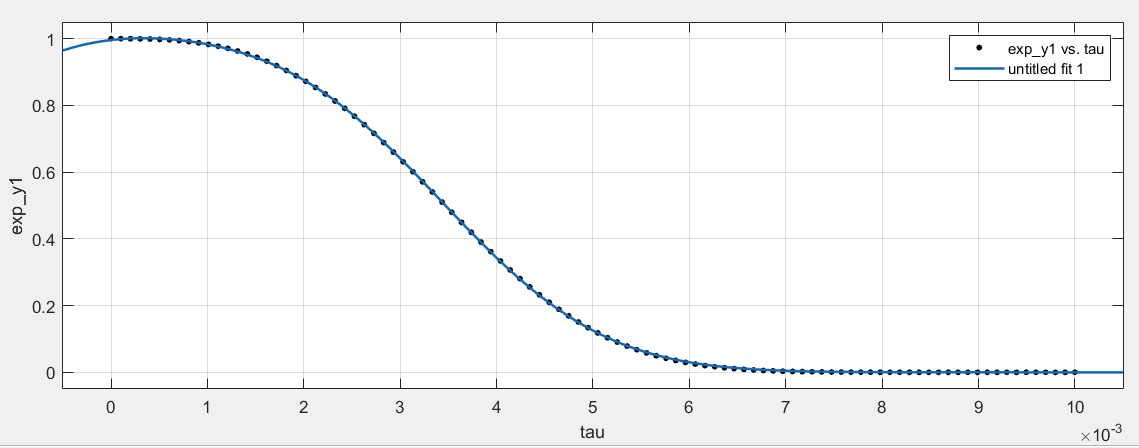 exp_y1 vs. tau
untitled fit 1
1
0.8
0.6
0.4
0.2
0
exp_y1
0 1 2 3 4 5 6 7 8 9 10
tau
×10⁻³